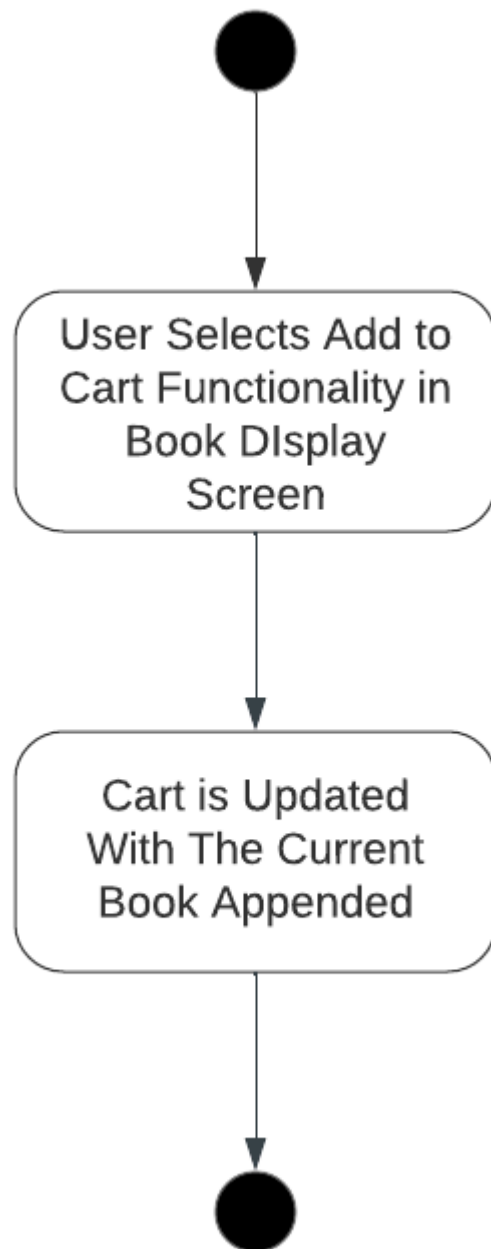 User Selects Add to
Cart Functionality in
Book DIsplay
Screen
Cart is Updated
With The Current
Book Appended